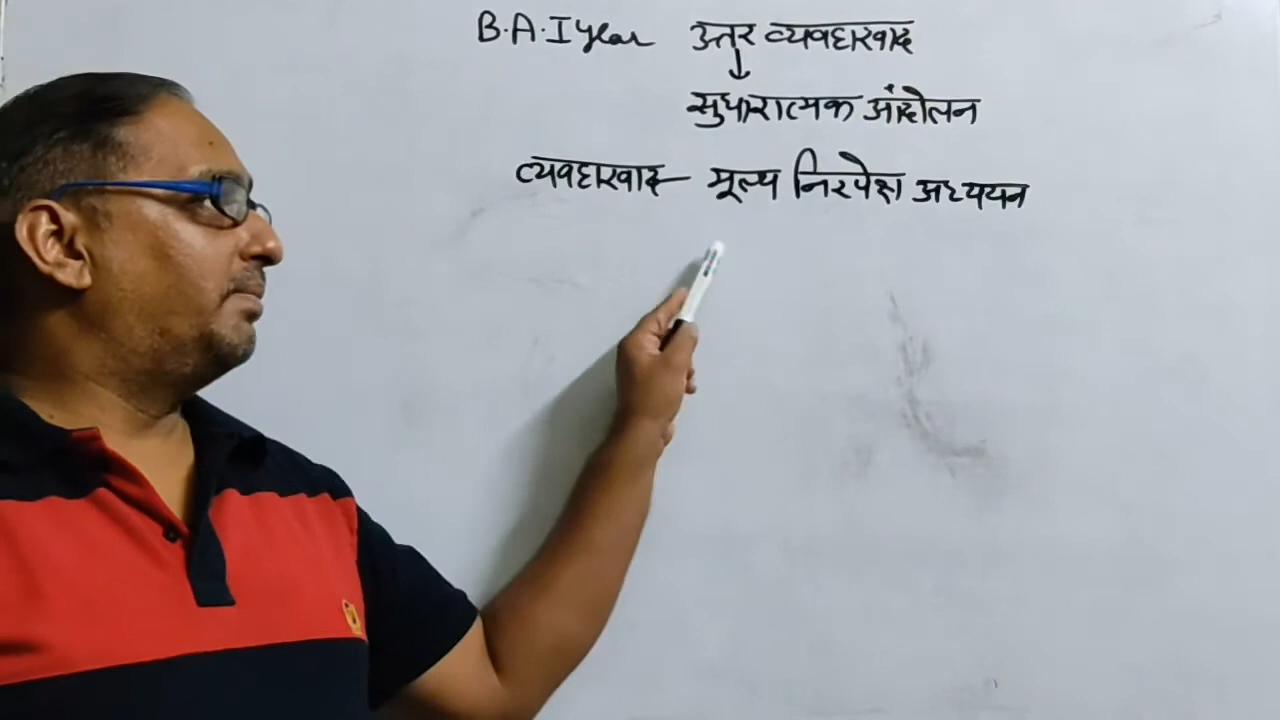 B.A.I year उत्तर व्यवहारवाद
सुधारात्मक आंदोलन
व्यवहारवाद - मूल्य निरपेक्ष अध्ययन